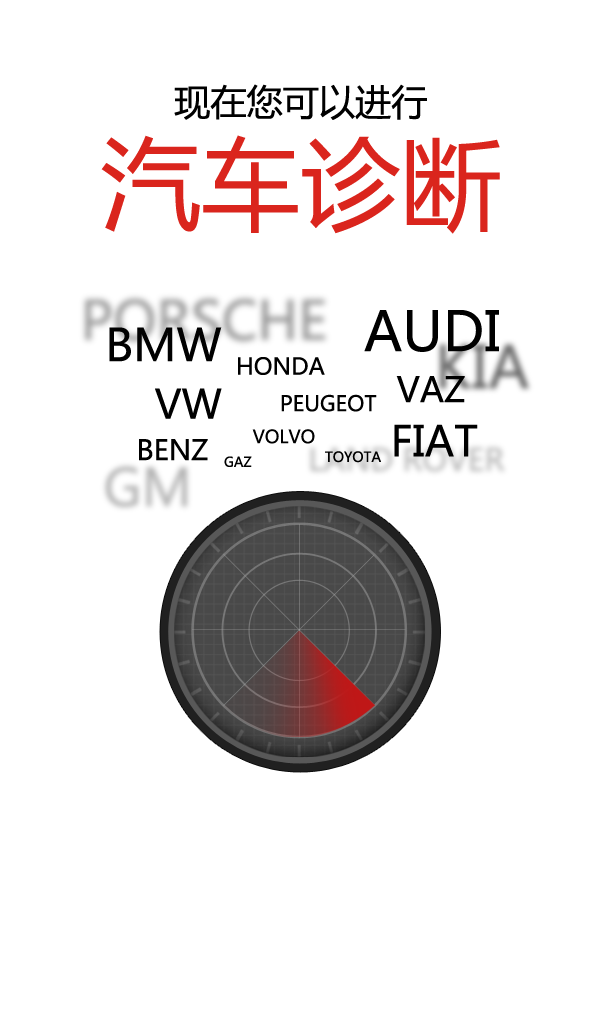 现在您可以进行
汽车诊断
PORSCHE
AUDI
BMW
KIA
HONDA
VAZ
VW
PEUGEOT
FIAT
VOLVO
BENZ
TOYOTA
LAND ROVER
GAZ
GM